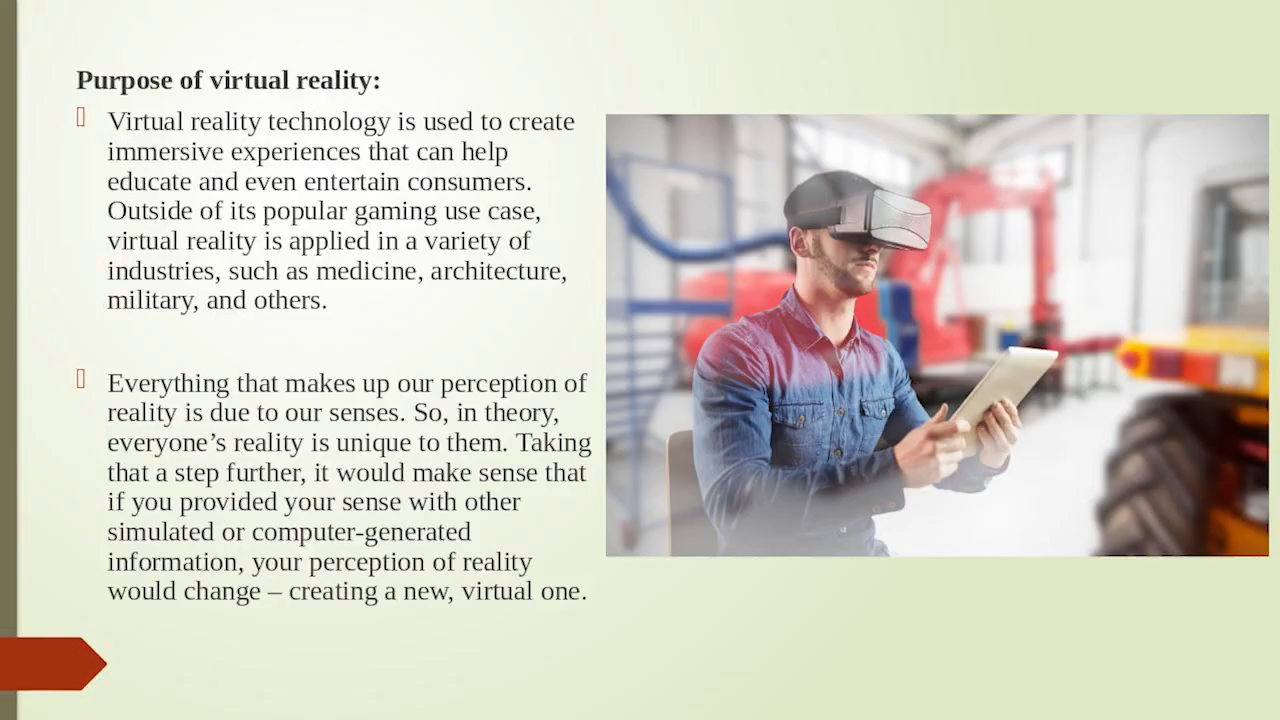 Purpose of virtual reality:
Virtual reality technology is used to create
immersive experiences that can help
educate and even entertain consumers.
Outside of its popular gaming use case,
virtual reality is applied in a variety of
industries, such as medicine, architecture,
military, and others.
Everything that makes up our perception of
reality is due to our senses. So, in theory,
everyone’s reality is unique to them. Taking
that a step further, it would make sense that
if you provided your sense with other
simulated or computer-generated
information, your perception of reality
would change – creating a new, virtual one.